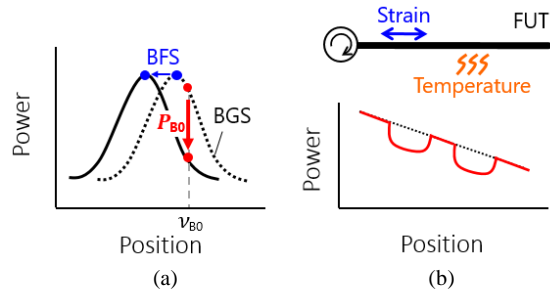 BFS
P_B0
BGS
Power
ν_B0
Position
(a)
Strain
FUT
Temperature
Power
Position
(b)